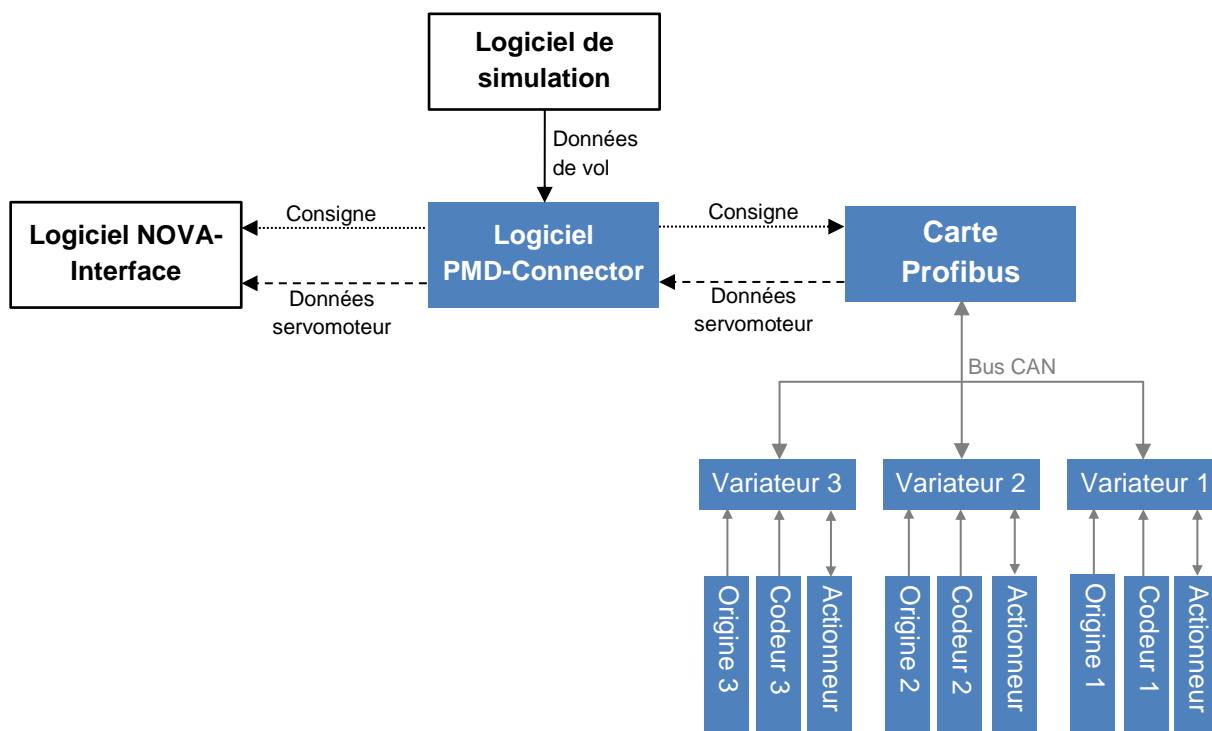 Logiciel de
simulation
Données
de vol
Consigne
Consigne
Logiciel NOVA-
Interface
Logiciel
PMD-Connector
Carte
Profibus
Données
servomoteur
Données
servomoteur
Bus CAN
Variateur 3
Variateur 2
Variateur 1
Origine 3
Codeur 3
Actionneur
Origine 2
Codeur 2
Actionneur
Origine 1
Codeur 1
Actionneur